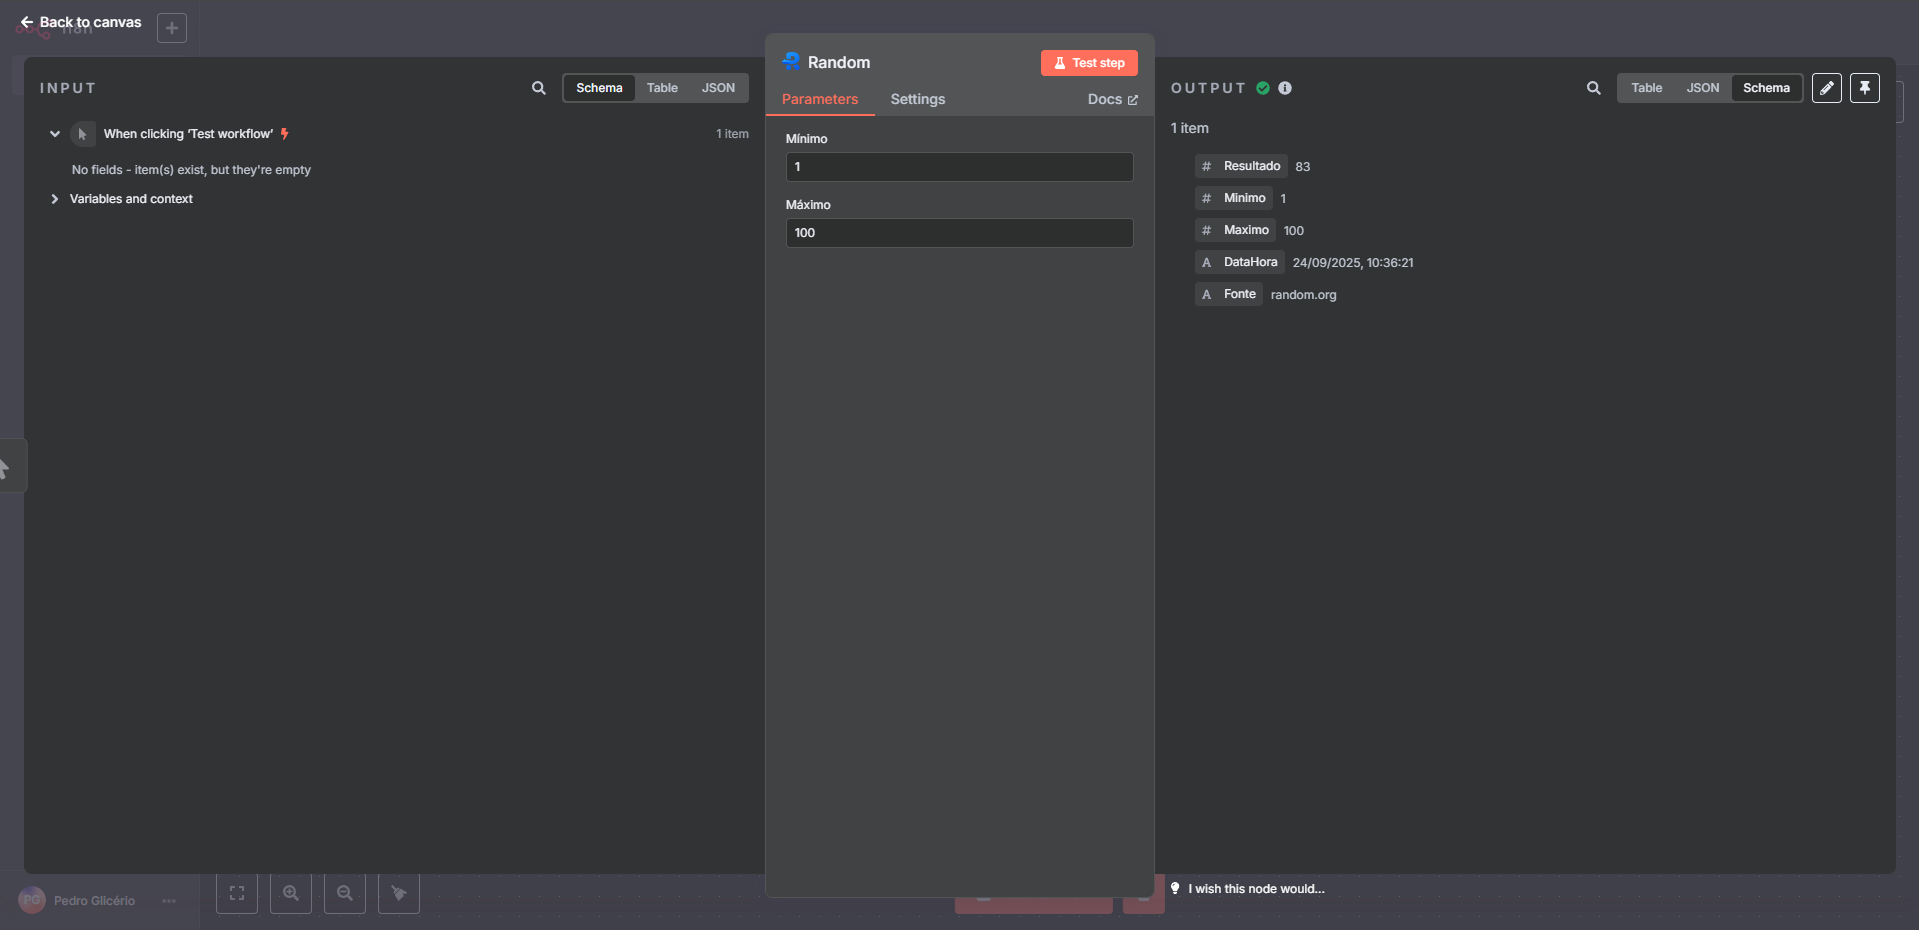 Back to canvas
n8n
INPUT
Schema
Table
JSON
When clicking ‘Test workflow’
1 item
No fields - item(s) exist, but they're empty
Variables and context
Random
Test step
Parameters
Settings
Docs
Mínimo
1
Máximo
100
OUTPUT
Table
JSON
Schema
1 item
# Resultado 83
# Minimo 1
# Maximo 100
A DataHora 24/09/2025, 10:36:21
A Fonte random.org
PG
Pedro Glicério
I wish this node would...